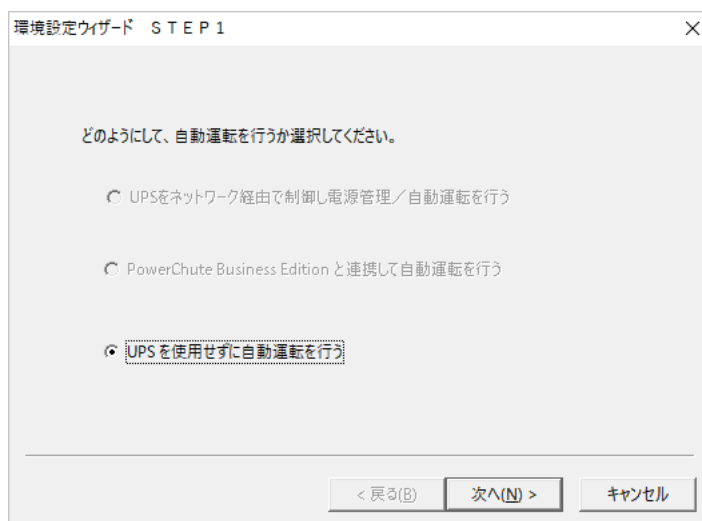 環境設定ウィザード ＳＴＥＰ１
どのようにして、自動運転を行うか選択してください。
UPSをネットワーク経由で制御し電源管理／自動運転を行う
PowerChute Business Edition と連携して自動運転を行う
UPS を使用せずに自動運転を行う
< 戻る(B) 次へ(N) > キャンセル